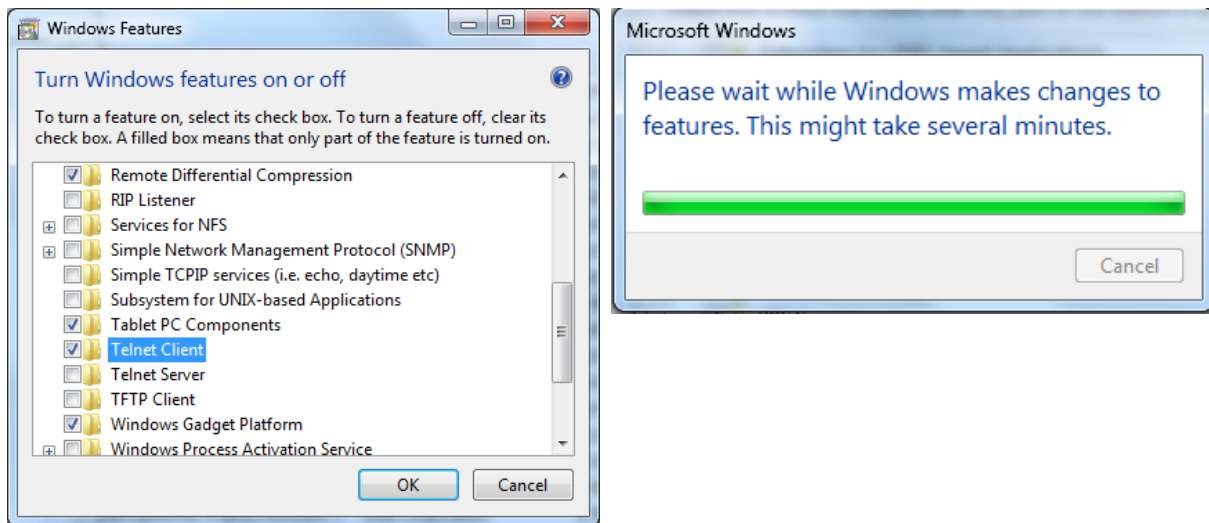 Windows Features
Turn Windows features on or off
To turn a feature on, select its check box. To turn a feature off, clear its
check box. A filled box means that only part of the feature is turned on.
Remote Differential Compression
RIP Listener
Services for NFS
Simple Network Management Protocol (SNMP)
Simple TCPIP services (i.e. echo, daytime etc)
Subsystem for UNIX-based Applications
Tablet PC Components
Telnet Client
Telnet Server
TFTP Client
Windows Gadget Platform
Windows Process Activation Service
OK
Cancel
Microsoft Windows
Please wait while Windows makes changes to
features. This might take several minutes.
Cancel